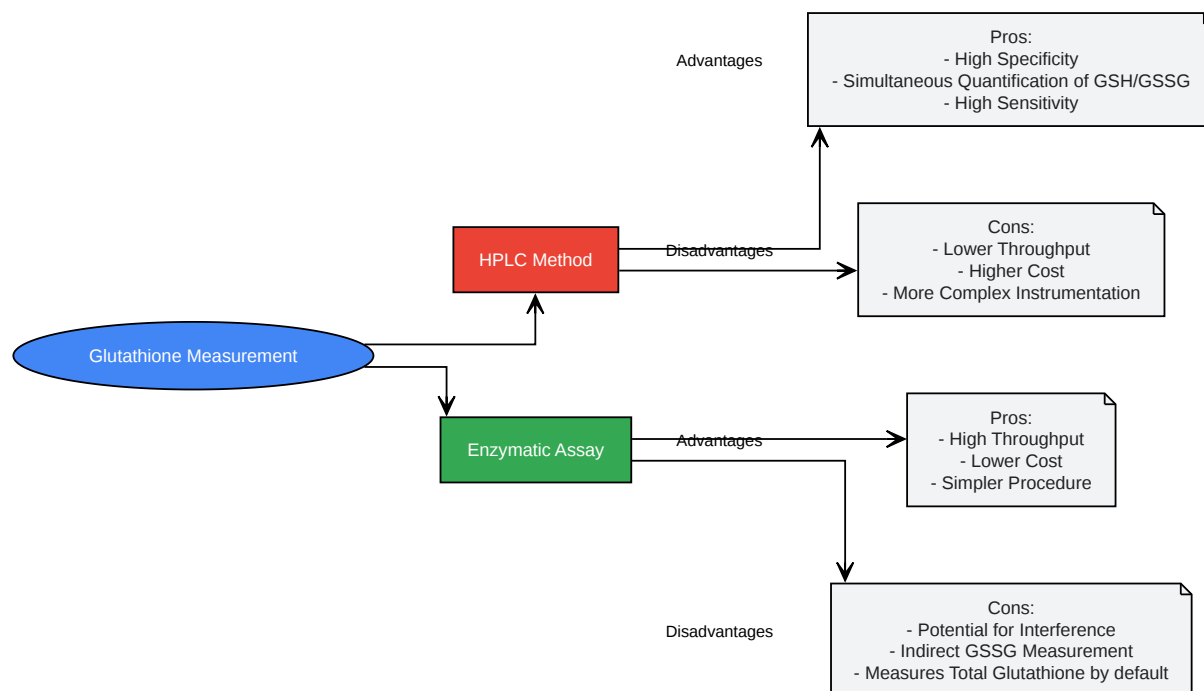 Advantages
Pros:
- High Specificity
- Simultaneous Quantification of GSH/GSSG
- High Sensitivity
HPLC Method
Disadvantages
Cons:
- Lower Throughput
- Higher Cost
- More Complex Instrumentation
Glutathione Measurement
Enzymatic Assay
Advantages
Pros:
- High Throughput
- Lower Cost
- Simpler Procedure
Disadvantages
Cons:
- Potential for Interference
- Indirect GSSG Measurement
- Measures Total Glutathione by default